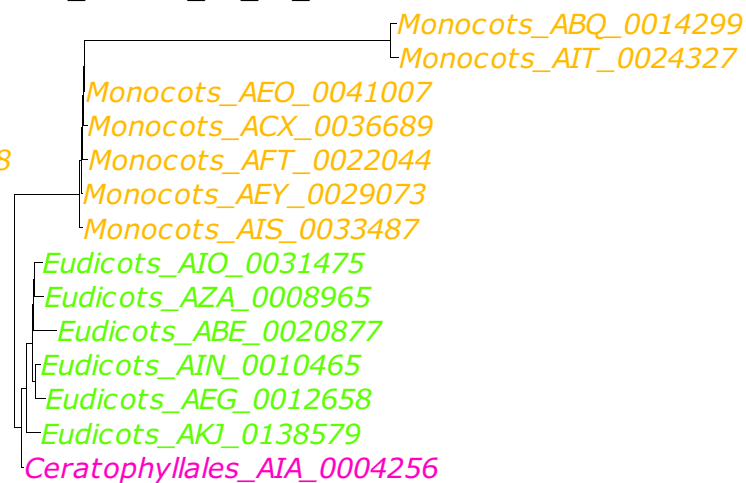 Monocots_ABQ_0014299
Monocots_AIT_0024327
Monocots_AEO_0041007
Monocots_ACX_0036689
Monocots_AFT_0022044
Monocots_AEY_0029073
Monocots_AIS_0033487
Eudicots_AIO_0031475
Eudicots_AZA_0008965
Eudicots_ABE_0020877
Eudicots_AIN_0010465
Eudicots_AEG_0012658
Eudicots_AKJ_0138579
Ceratophyllales_AIA_0004256